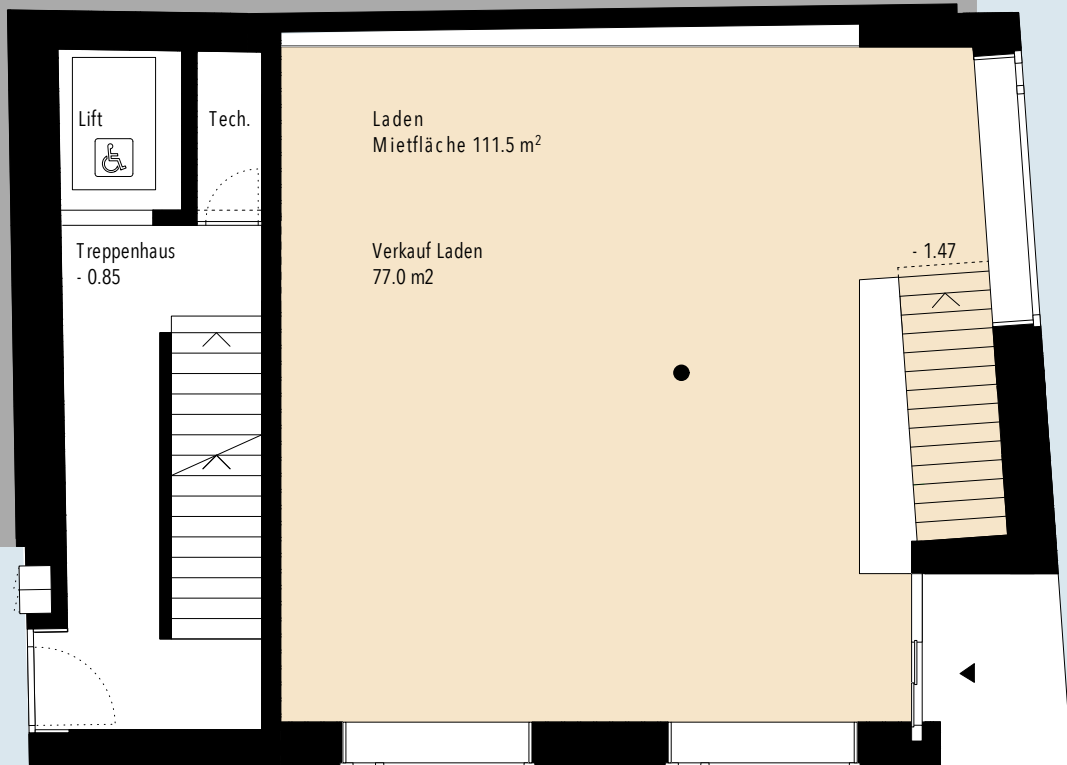 Lift
Tech.
Laden
Mietfläche 111.5 m²
Treppenhaus
- 0.85
Verkauf Laden
77.0 m2
- 1.47